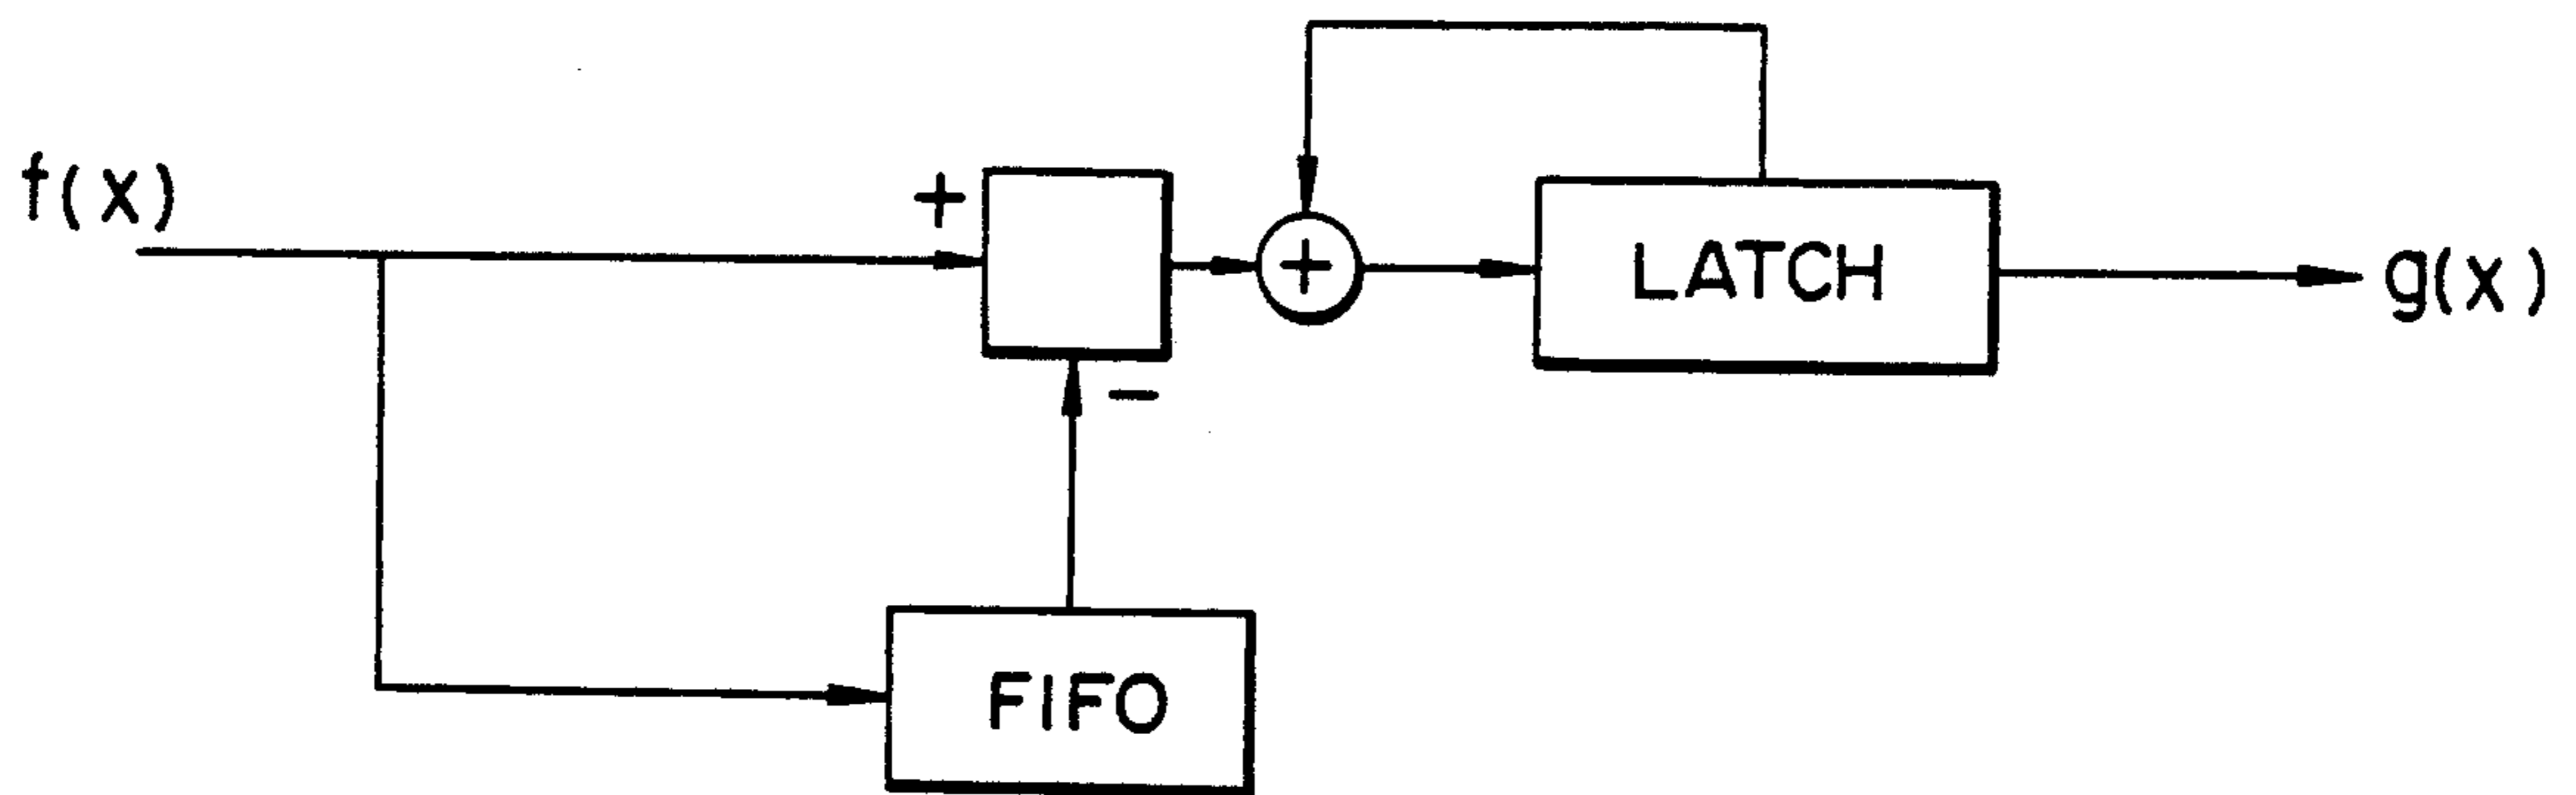 f(x)
+
+
LATCH
g(x)
-
FIFO